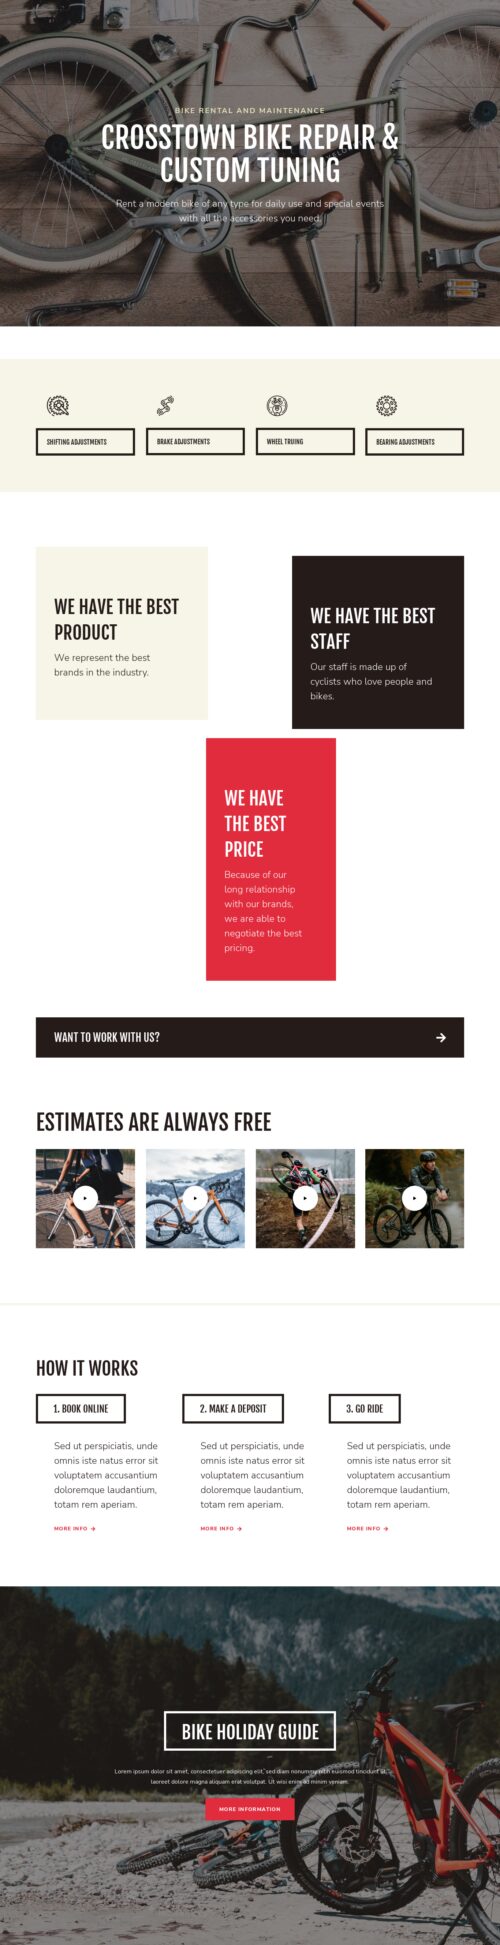 BIKE RENTAL AND MAINTENANCE
CROSSTOWN BIKE REPAIR &
CUSTOM TUNING
Rent a modern bike of any type for daily use and special events
with all the accessories you need.
SHIFTING ADJUSTMENTS
BRAKE ADJUSTMENTS
WHEEL TRUING
BEARING ADJUSTMENTS
WE HAVE THE BEST
PRODUCT
We represent the best
brands in the industry.
WE HAVE THE BEST
STAFF
Our staff is made up of
cyclists who love people and
bikes.
WE HAVE
THE BEST
PRICE
Because of our
long relationship
with our brands,
we are able to
negotiate the best
pricing.
WANT TO WORK WITH US?
ESTIMATES ARE ALWAYS FREE
HOW IT WORKS
1. BOOK ONLINE
Sed ut perspiciatis, unde
omnis iste natus error sit
voluptatem accusantium
doloremque laudantium,
totam rem aperiam.
MORE INFO
2. MAKE A DEPOSIT
Sed ut perspiciatis, unde
omnis iste natus error sit
voluptatem accusantium
doloremque laudantium,
totam rem aperiam.
MORE INFO
3. GO RIDE
Sed ut perspiciatis, unde
omnis iste natus error sit
voluptatem accusantium
doloremque laudantium,
totam rem aperiam.
MORE INFO
BIKE HOLIDAY GUIDE
Lorem ipsum dolor sit amet, consectetuer adipiscing elit, sed diam nonummy nibh euismod tincidunt ut
laoreet dolore magna aliquam erat volutpat. Ut wisi enim ad minim veniam.
MORE INFORMATION